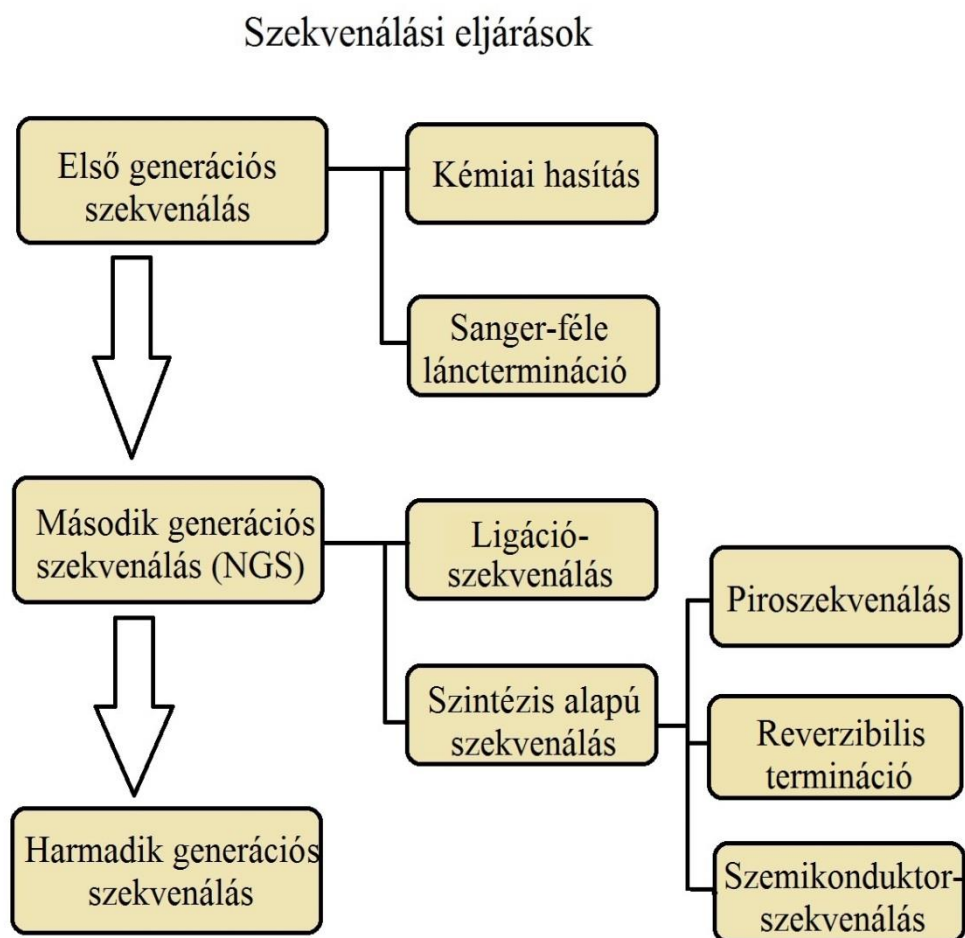 Szekvenálási eljárások
Első generációs
szekvenálás
Kémiai hasítás
Sanger-féle
lánctermináció
Második generációs
szekvenálás (NGS)
Ligáció-
szekvenálás
Szintézis alapú
szekvenálás
Piroszekvenálás
Reverzibilis
termináció
Szemikonduktor-
szekvenálás
Harmadik generációs
szekvenálás